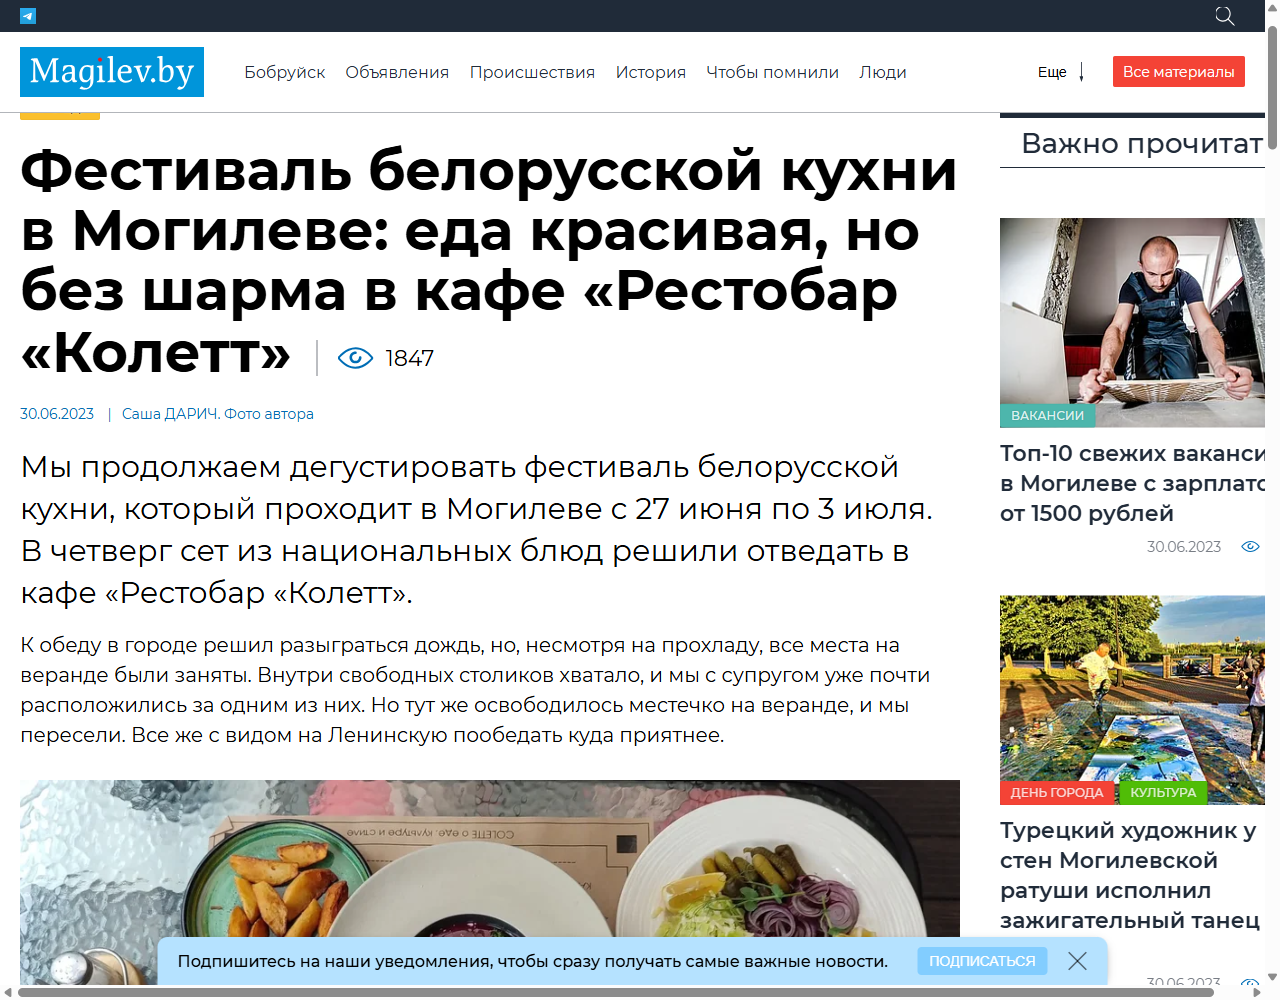 Magilev.by
Бобруйск Объявления Происшествия История Чтобы помнили Люди
Еще
Все материалы
Фестиваль белорусской кухни
в Могилеве: еда красивая, но
без шарма в кафе «Рестобар
«Колетт» 1847
30.06.2023 | Саша ДАРИЧ. Фото автора
Мы продолжаем дегустировать фестиваль белорусской
кухни, который проходит в Могилеве с 27 июня по 3 июля.
В четверг сет из национальных блюд решили отведать в
кафе «Рестобар «Колетт».
К обеду в городе решил разыграться дождь, но, несмотря на прохладу, все места на
веранде были заняты. Внутри свободных столиков хватало, и мы с супругом уже почти
расположились за одним из них. Но тут же освободилось местечко на веранде, и мы
пересели. Все же с видом на Ленинскую пообедать куда приятнее.
COLETE о еде, культуре и стиле
Важно прочитат
ВАКАНСИИ
Топ-10 свежих ваканси
в Могилеве с зарплато
от 1500 рублей
30.06.2023
ДЕНЬ ГОРОДА КУЛЬТУРА
Турецкий художник у
стен Могилевской
ратуши исполнил
зажигательный танец
30.06.2023
Подпишитесь на наши уведомления, чтобы сразу получать самые важные новости.
ПОДПИСАТЬСЯ